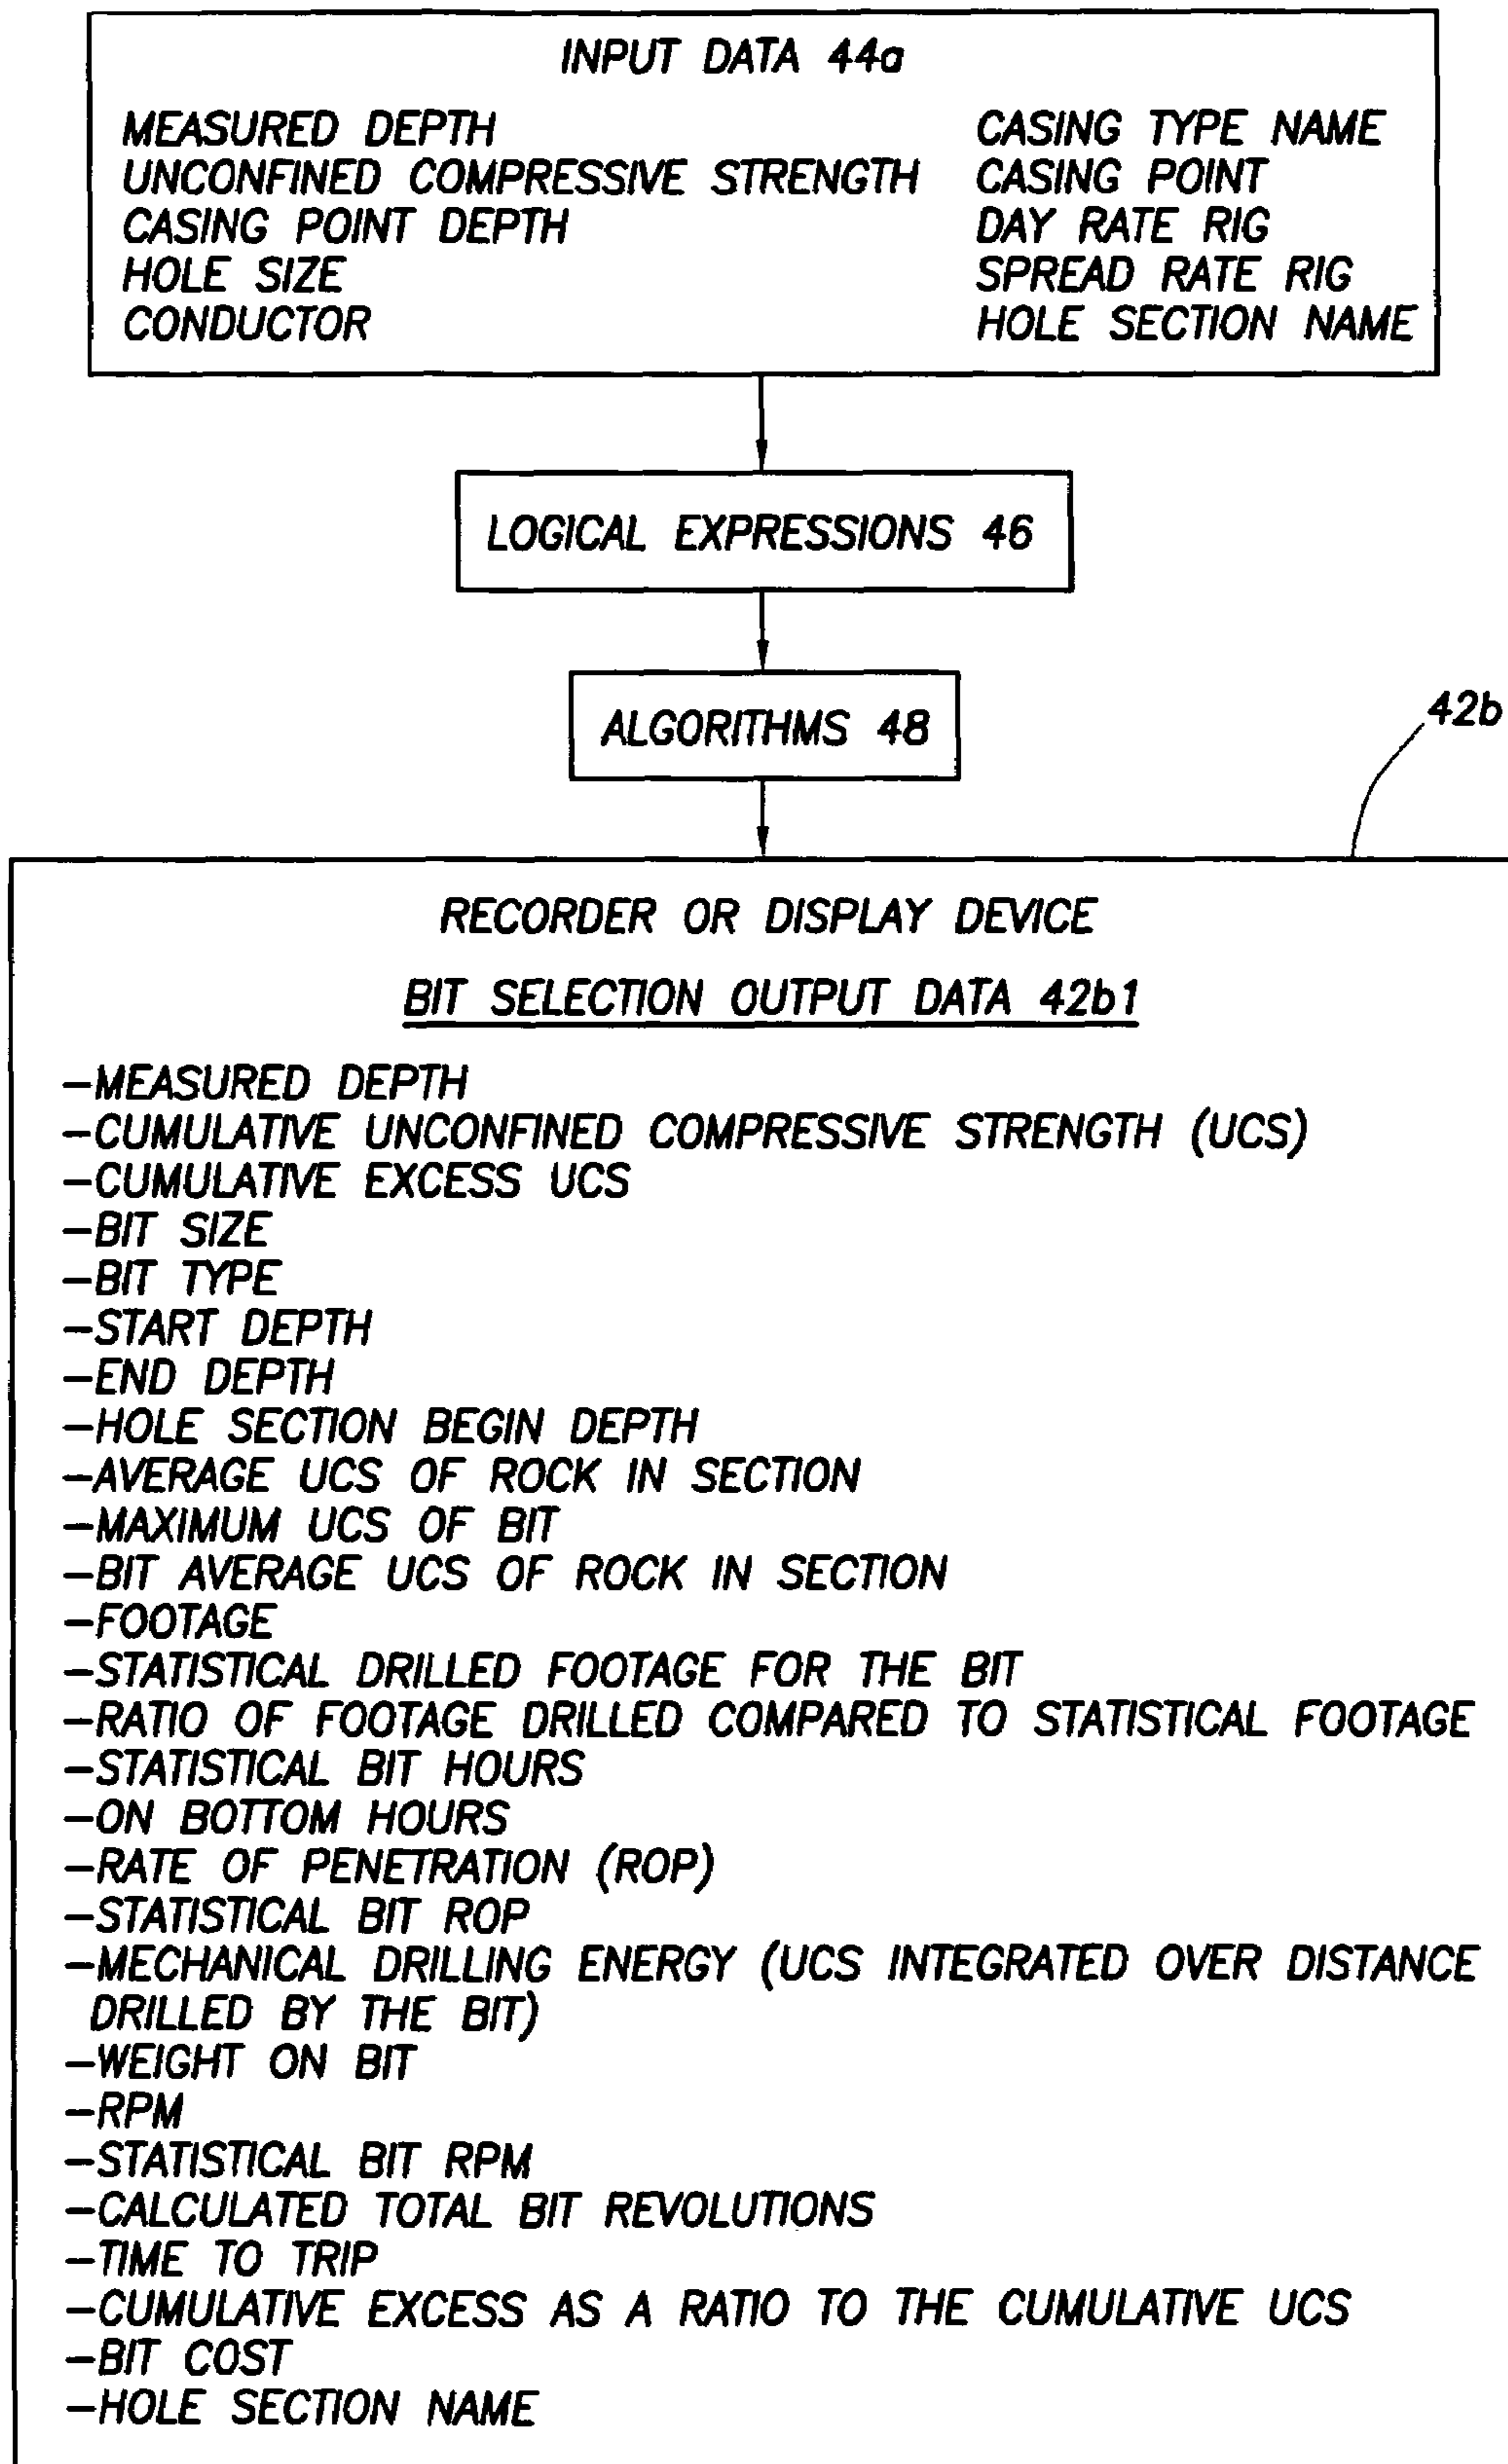 INPUT DATA 44a
MEASURED DEPTH
UNCONFINED COMPRESSIVE STRENGTH
CASING POINT DEPTH
HOLE SIZE
CONDUCTOR
CASING TYPE NAME
CASING POINT
DAY RATE RIG
SPREAD RATE RIG
HOLE SECTION NAME
LOGICAL EXPRESSIONS 46
ALGORITHMS 48
42b
RECORDER OR DISPLAY DEVICE
BIT SELECTION OUTPUT DATA 42b1
-MEASURED DEPTH
-CUMULATIVE UNCONFINED COMPRESSIVE STRENGTH (UCS)
-CUMULATIVE EXCESS UCS
-BIT SIZE
-BIT TYPE
-START DEPTH
-END DEPTH
-HOLE SECTION BEGIN DEPTH
-AVERAGE UCS OF ROCK IN SECTION
-MAXIMUM UCS OF BIT
-BIT AVERAGE UCS OF ROCK IN SECTION
-FOOTAGE
-STATISTICAL DRILLED FOOTAGE FOR THE BIT
-RATIO OF FOOTAGE DRILLED COMPARED TO STATISTICAL FOOTAGE
-STATISTICAL BIT HOURS
-ON BOTTOM HOURS
-RATE OF PENETRATION (ROP)
-STATISTICAL BIT ROP
-MECHANICAL DRILLING ENERGY (UCS INTEGRATED OVER DISTANCE
DRILLED BY THE BIT)
-WEIGHT ON BIT
-RPM
-STATISTICAL BIT RPM
-CALCULATED TOTAL BIT REVOLUTIONS
-TIME TO TRIP
-CUMULATIVE EXCESS AS A RATIO TO THE CUMULATIVE UCS
-BIT COST
-HOLE SECTION NAME